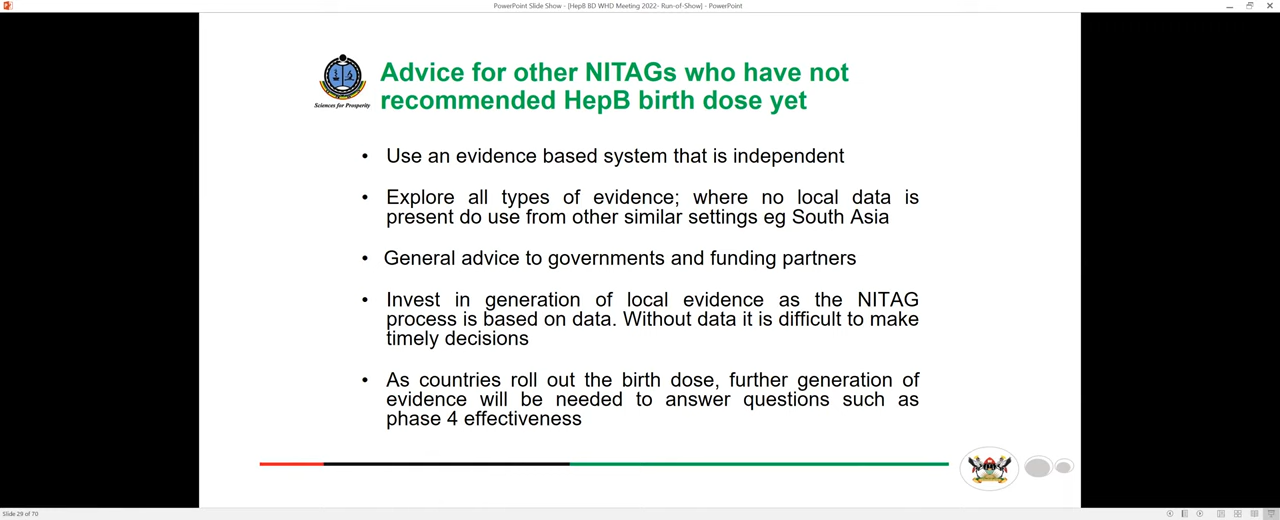 PowerPoint Slide Show - [HepB BD WHD Meeting 2022- Run-of-Show] - PowerPoint
Advice for other NITAGs who have not
recommended HepB birth dose yet
Sciences for Prosperity
• Use an evidence based system that is independent
• Explore all types of evidence; where no local data is
present do use from other similar settings eg South Asia
• General advice to governments and funding partners
• Invest in generation of local evidence as the NITAG
process is based on data. Without data it is difficult to make
timely decisions
• As countries roll out the birth dose, further generation of
evidence will be needed to answer questions such as
phase 4 effectiveness
Slide 29 of 70